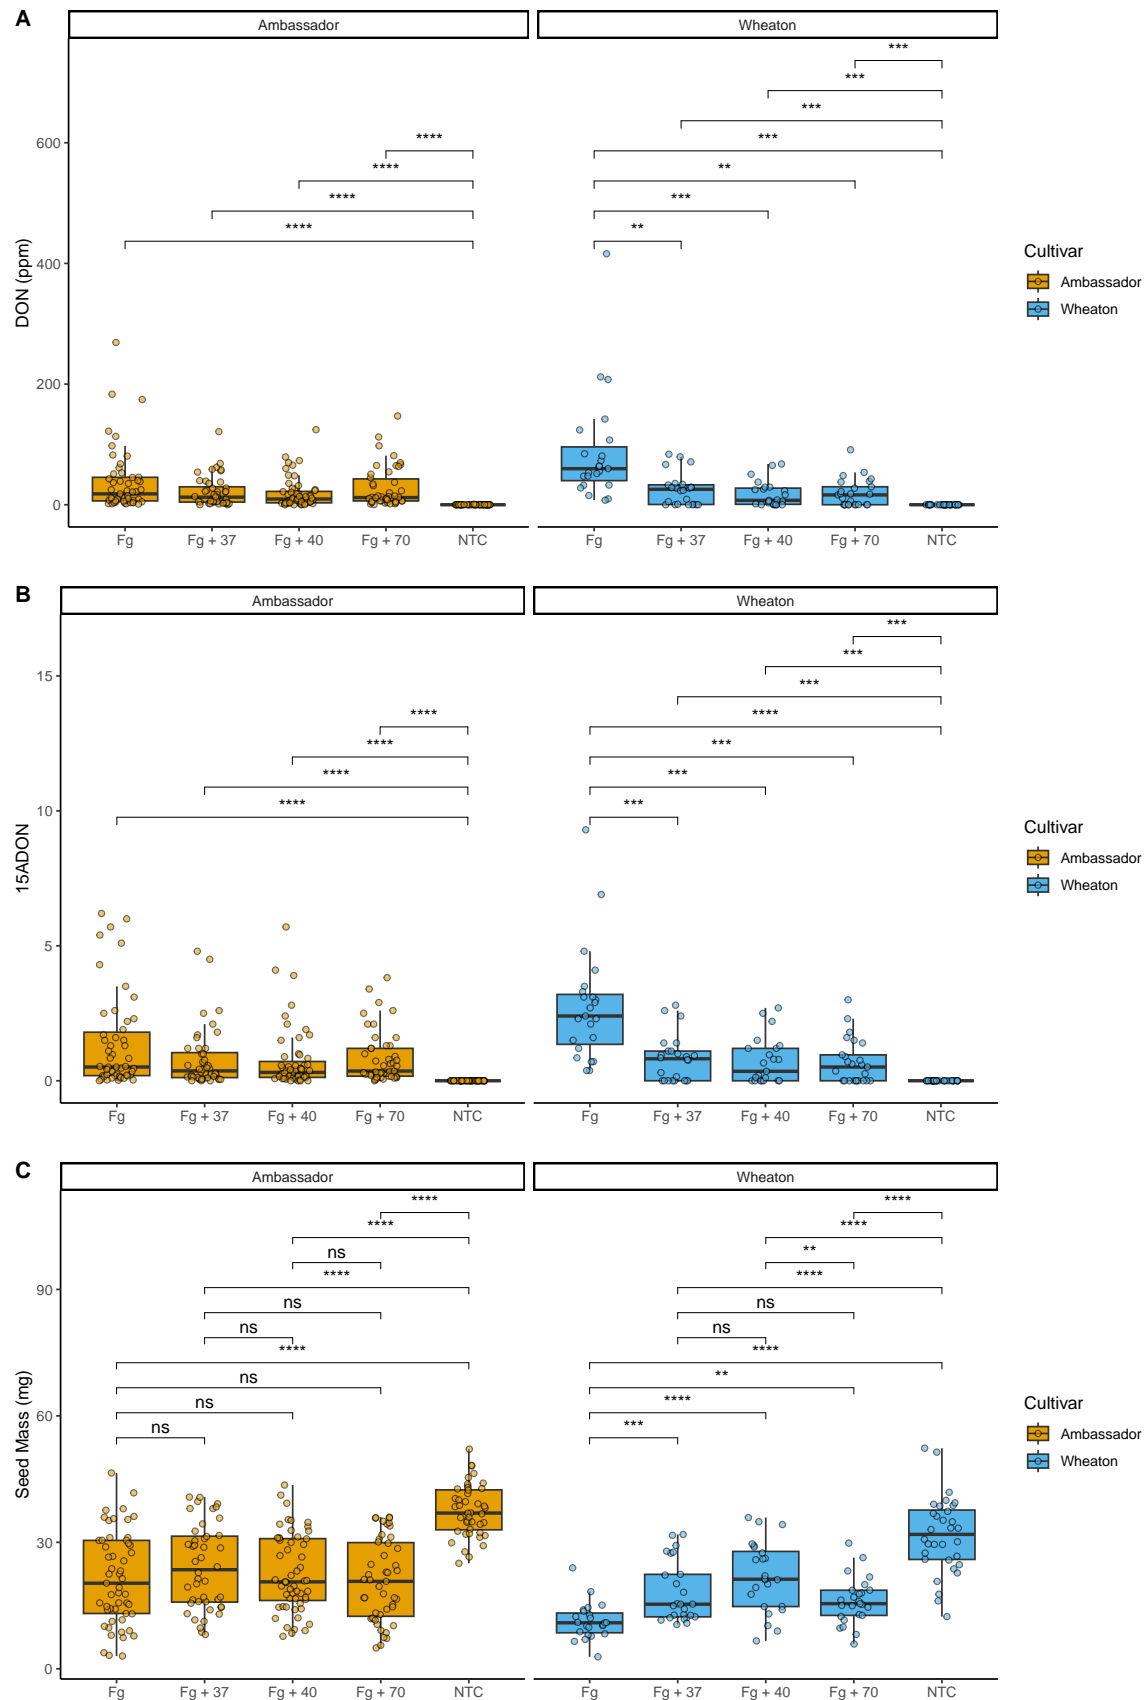 A
Ambassador Wheaton
***
***
***
600
**** ***
**** **
**** ***
**** **
400
200
0
DON (ppm)
Fg Fg + 37 Fg + 40 Fg + 70 NTC Fg Fg + 37 Fg + 40 Fg + 70 NTC
Cultivar
Ambassador
Wheaton
B
Ambassador Wheaton
***
***
15
***
**** ****
**** ***
**** ***
**** ***
10
5
0
15ADON
Fg Fg + 37 Fg + 40 Fg + 70 NTC Fg Fg + 37 Fg + 40 Fg + 70 NTC
Cultivar
Ambassador
Wheaton
C
Ambassador Wheaton
**** ****
**** ****
ns **
**** ****
90
ns ns
ns ns
**** ****
ns **
ns ****
ns ***
60
30
0
Seed Mass (mg)
Fg Fg + 37 Fg + 40 Fg + 70 NTC Fg Fg + 37 Fg + 40 Fg + 70 NTC
Cultivar
Ambassador
Wheaton